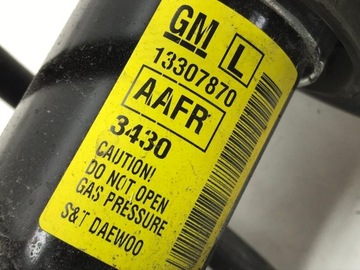 GM L
13307870
AAFR
3430
CAUTION!
DO NOT OPEN
GAS PRESSURE
S&T DAEWOO